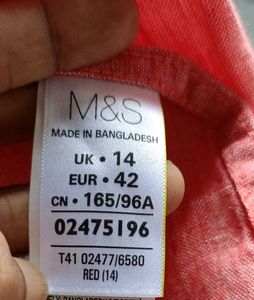 M&S
MADE IN BANGLADESH
UK • 14
EUR • 42
CN • 165/96A
02475196
T41 02477/6580
RED (14)